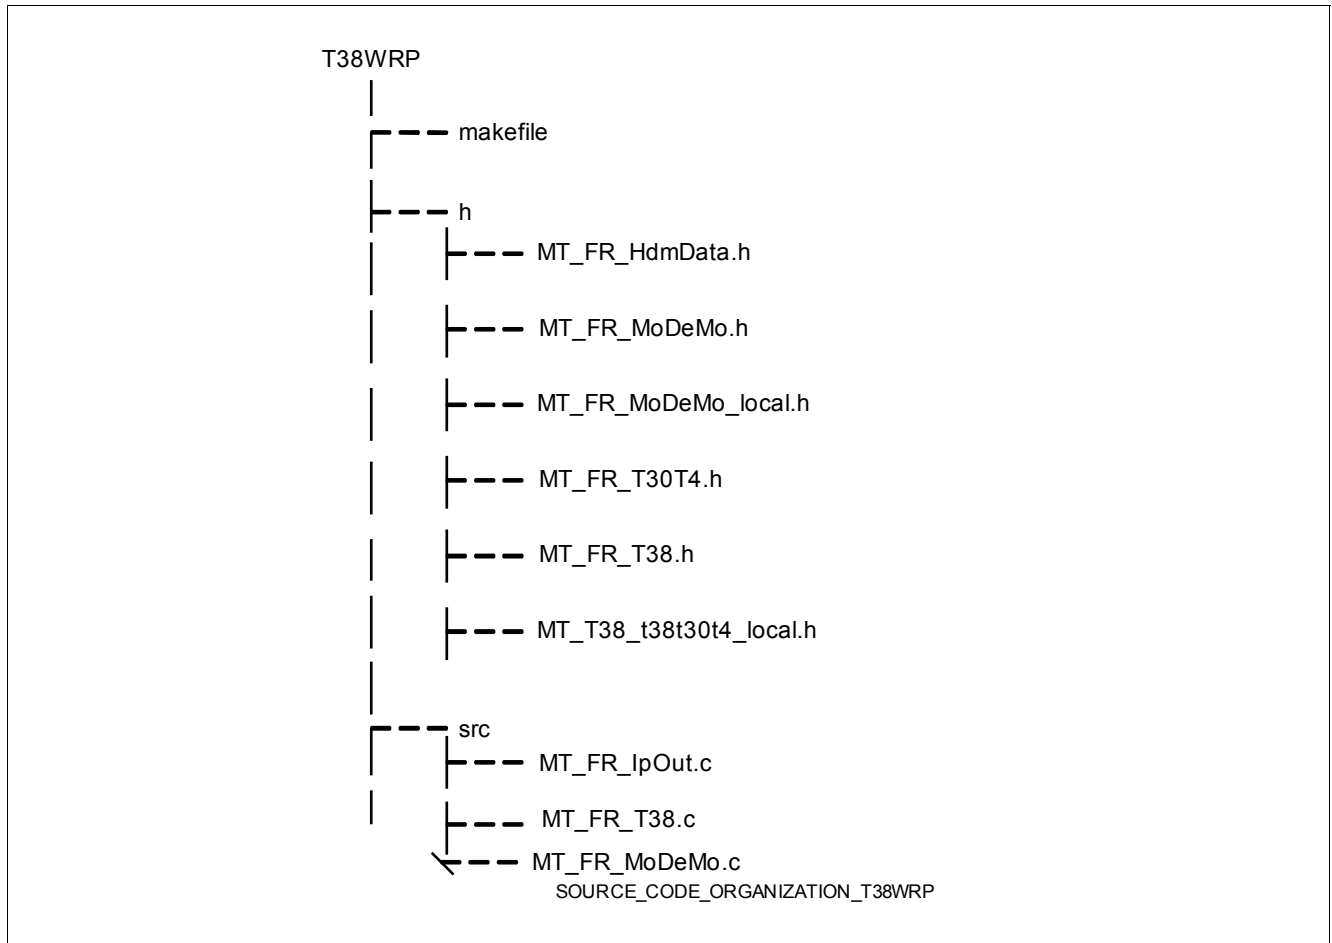 T38WRP
makefile
h
MT_FR_HdmData.h
MT_FR_MoDeMo.h
MT_FR_MoDeMo_local.h
MT_FR_T30T4.h
MT_FR_T38.h
MT_T38_t38t30t4_local.h
src
MT_FR_IpOut.c
MT_FR_T38.c
MT_FR_MoDeMo.c
SOURCE_CODE_ORGANIZATION_T38WRP